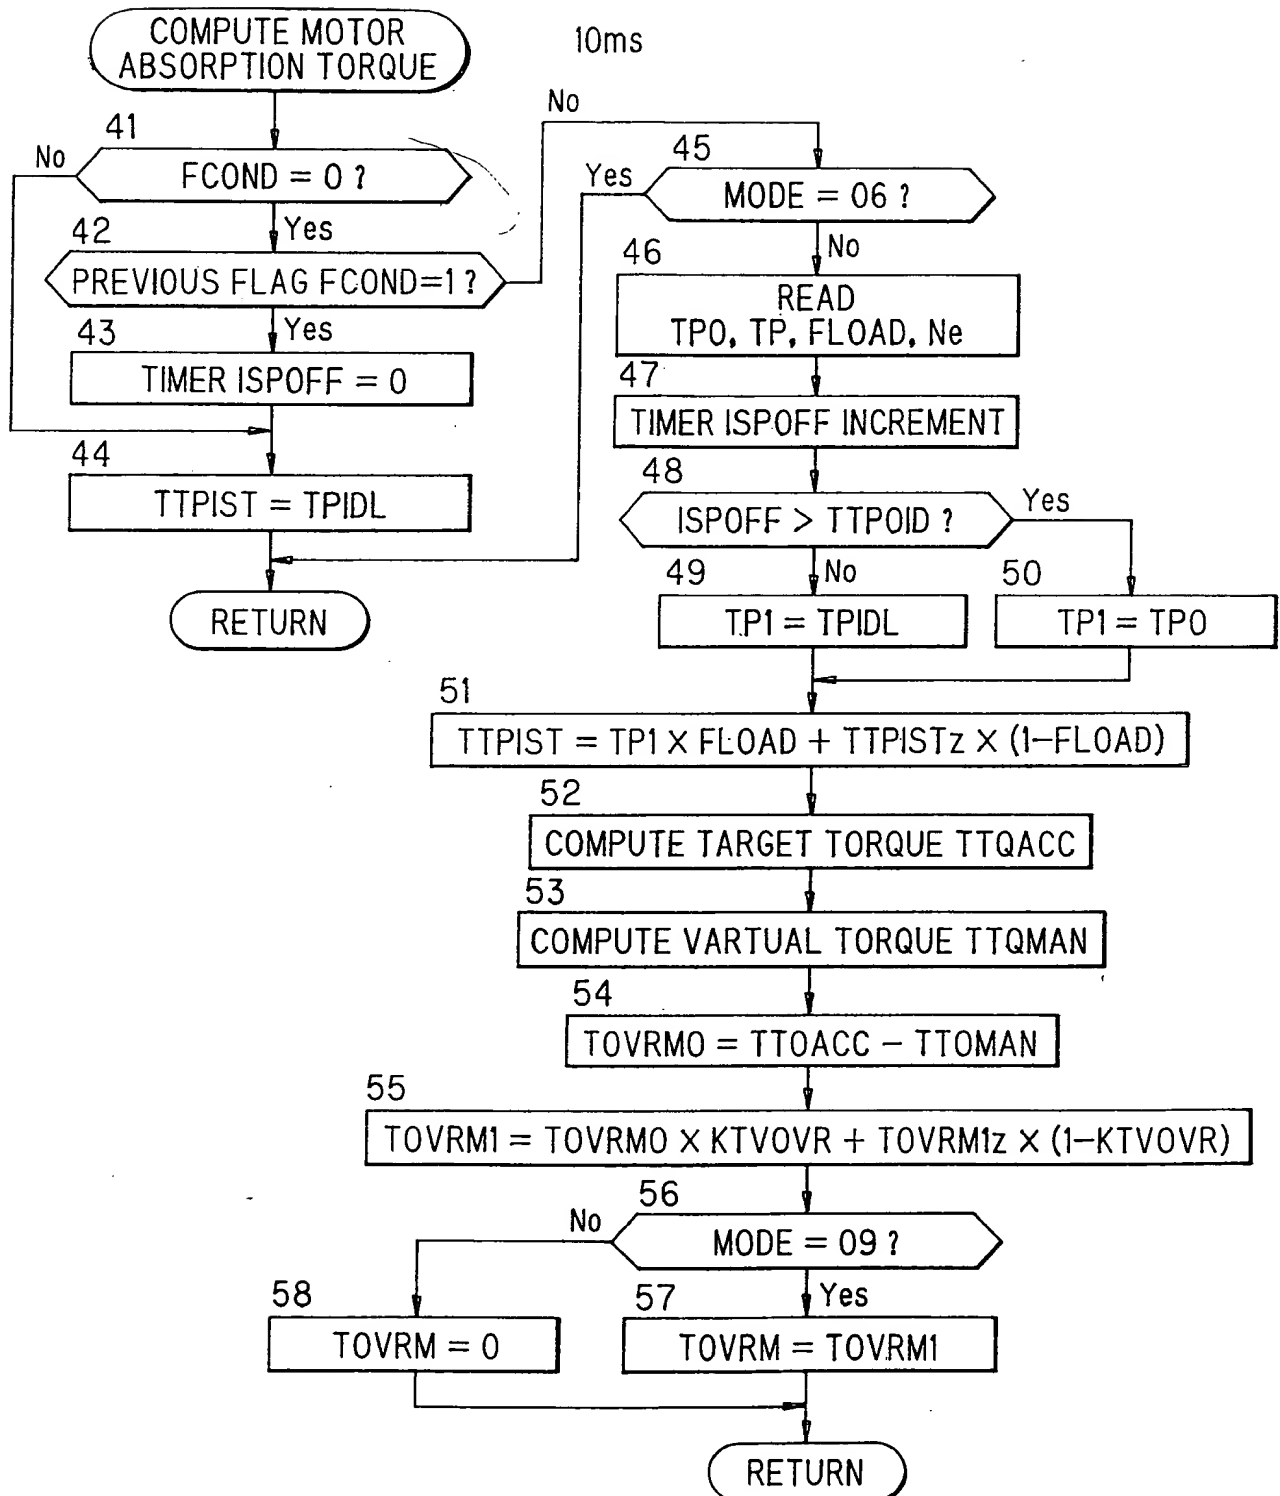 COMPUTE MOTOR
ABSORPTION TORQUE
10ms
41
No
FCOND = 0 ?
Yes
42
PREVIOUS FLAG FCOND=1 ?
No
Yes
43
TIMER ISPOFF = 0
44
TTPIST = TPIDL
RETURN
45
Yes
MODE = 06 ?
No
46
READ
TPO, TP, FLOAD, Ne
47
TIMER ISPOFF INCREMENT
48
ISPOFF > TTPOID ?
Yes
No
49
TP1 = TPIDL
50
TP1 = TPO
51
TTPIST = TP1 X FLOAD + TTPISTz X (1-FLOAD)
52
COMPUTE TARGET TORQUE TTQACC
53
COMPUTE VARTUAL TORQUE TTQMAN
54
TOVRMO = TTOACC - TTOMAN
55
TOVRM1 = TOVRMO X KTVOVR + TOVRM1z X (1-KTVOVR)
56
No
MODE = 09 ?
Yes
58
TOVRM = 0
57
TOVRM = TOVRM1
RETURN